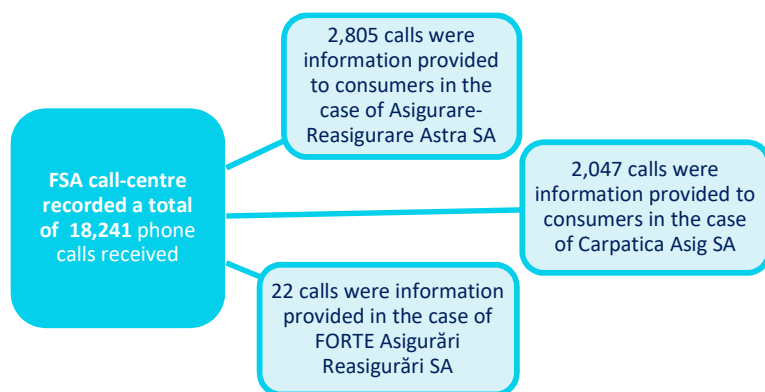 FSA call-centre
recorded a total
of 18,241 phone
calls received
2,805 calls were
information provided
to consumers in the
case of Asigurare-
Reasigurare Astra SA
2,047 calls were
information provided to
consumers in the case
of Carpatica Asig SA
22 calls were information
provided in the case of
FORTE Asigurări
Reasigurări SA